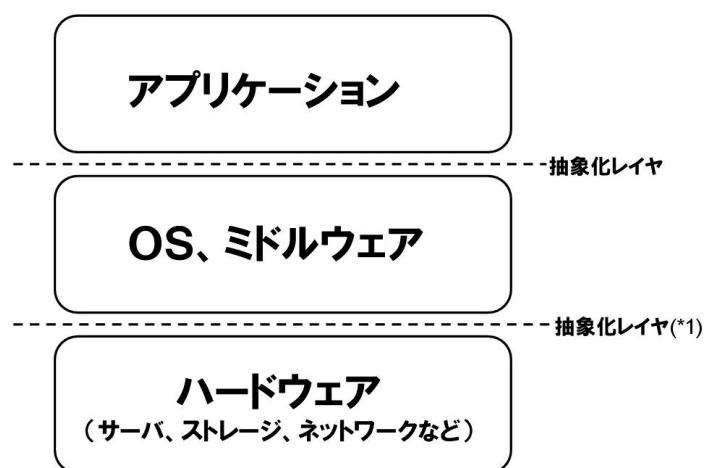 アプリケーション
抽象化レイヤ
OS、ミドルウェア
抽象化レイヤ(*1)
ハードウェア
(サーバ、ストレージ、ネットワークなど)